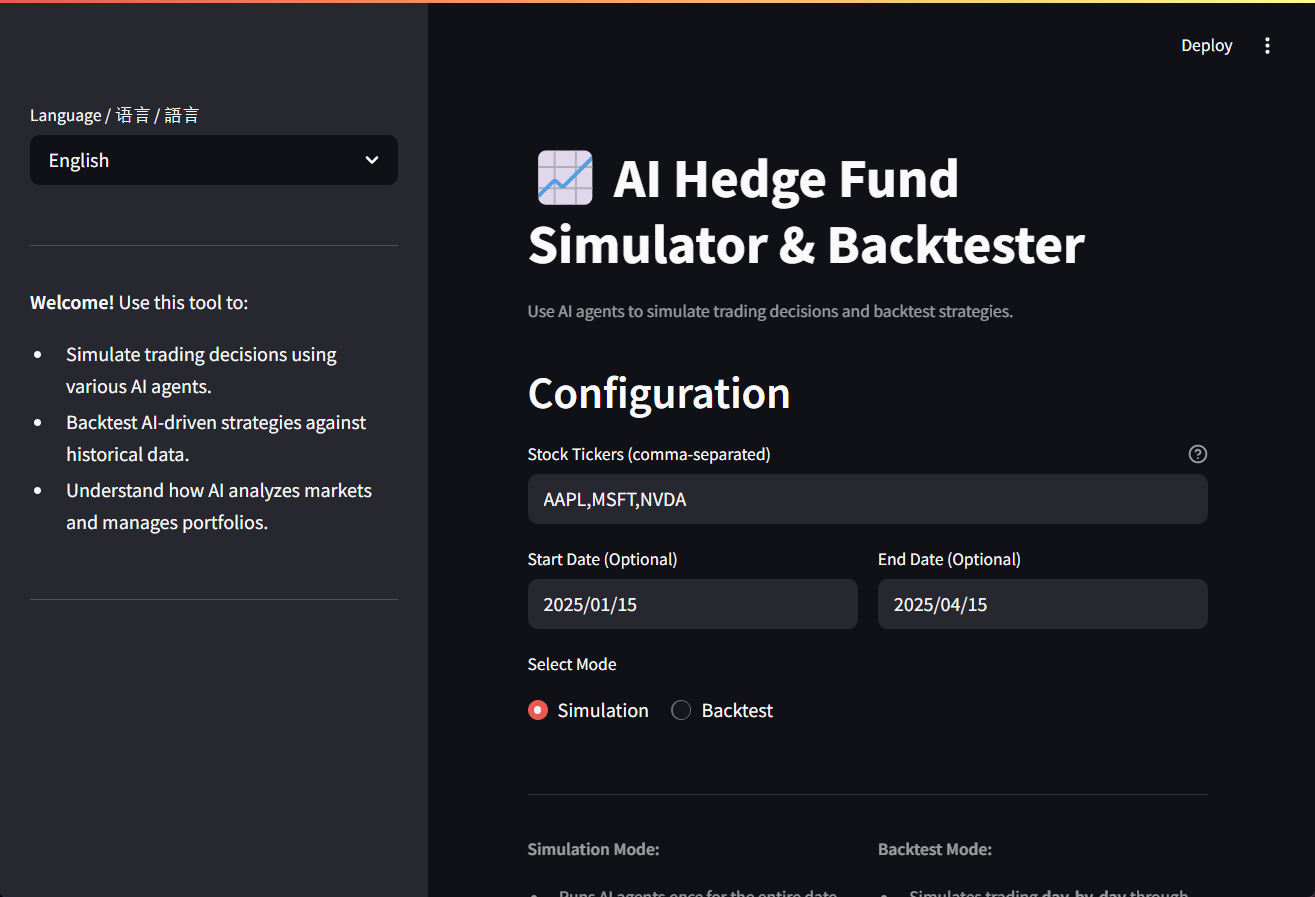 Deploy
Language / 语言 / 語言
English
Welcome! Use this tool to:
Simulate trading decisions using
various AI agents.
Backtest AI-driven strategies against
historical data.
Understand how AI analyzes markets
and manages portfolios.
AI Hedge Fund
Simulator & Backtester
Use AI agents to simulate trading decisions and backtest strategies.
Configuration
Stock Tickers (comma-separated)
AAPL,MSFT,NVDA
Start Date (Optional)
End Date (Optional)
2025/01/15
2025/04/15
Select Mode
Simulation
Backtest
Simulation Mode:
Runs AI agents once for the entire date
Backtest Mode:
Simulates trading day-by-day through